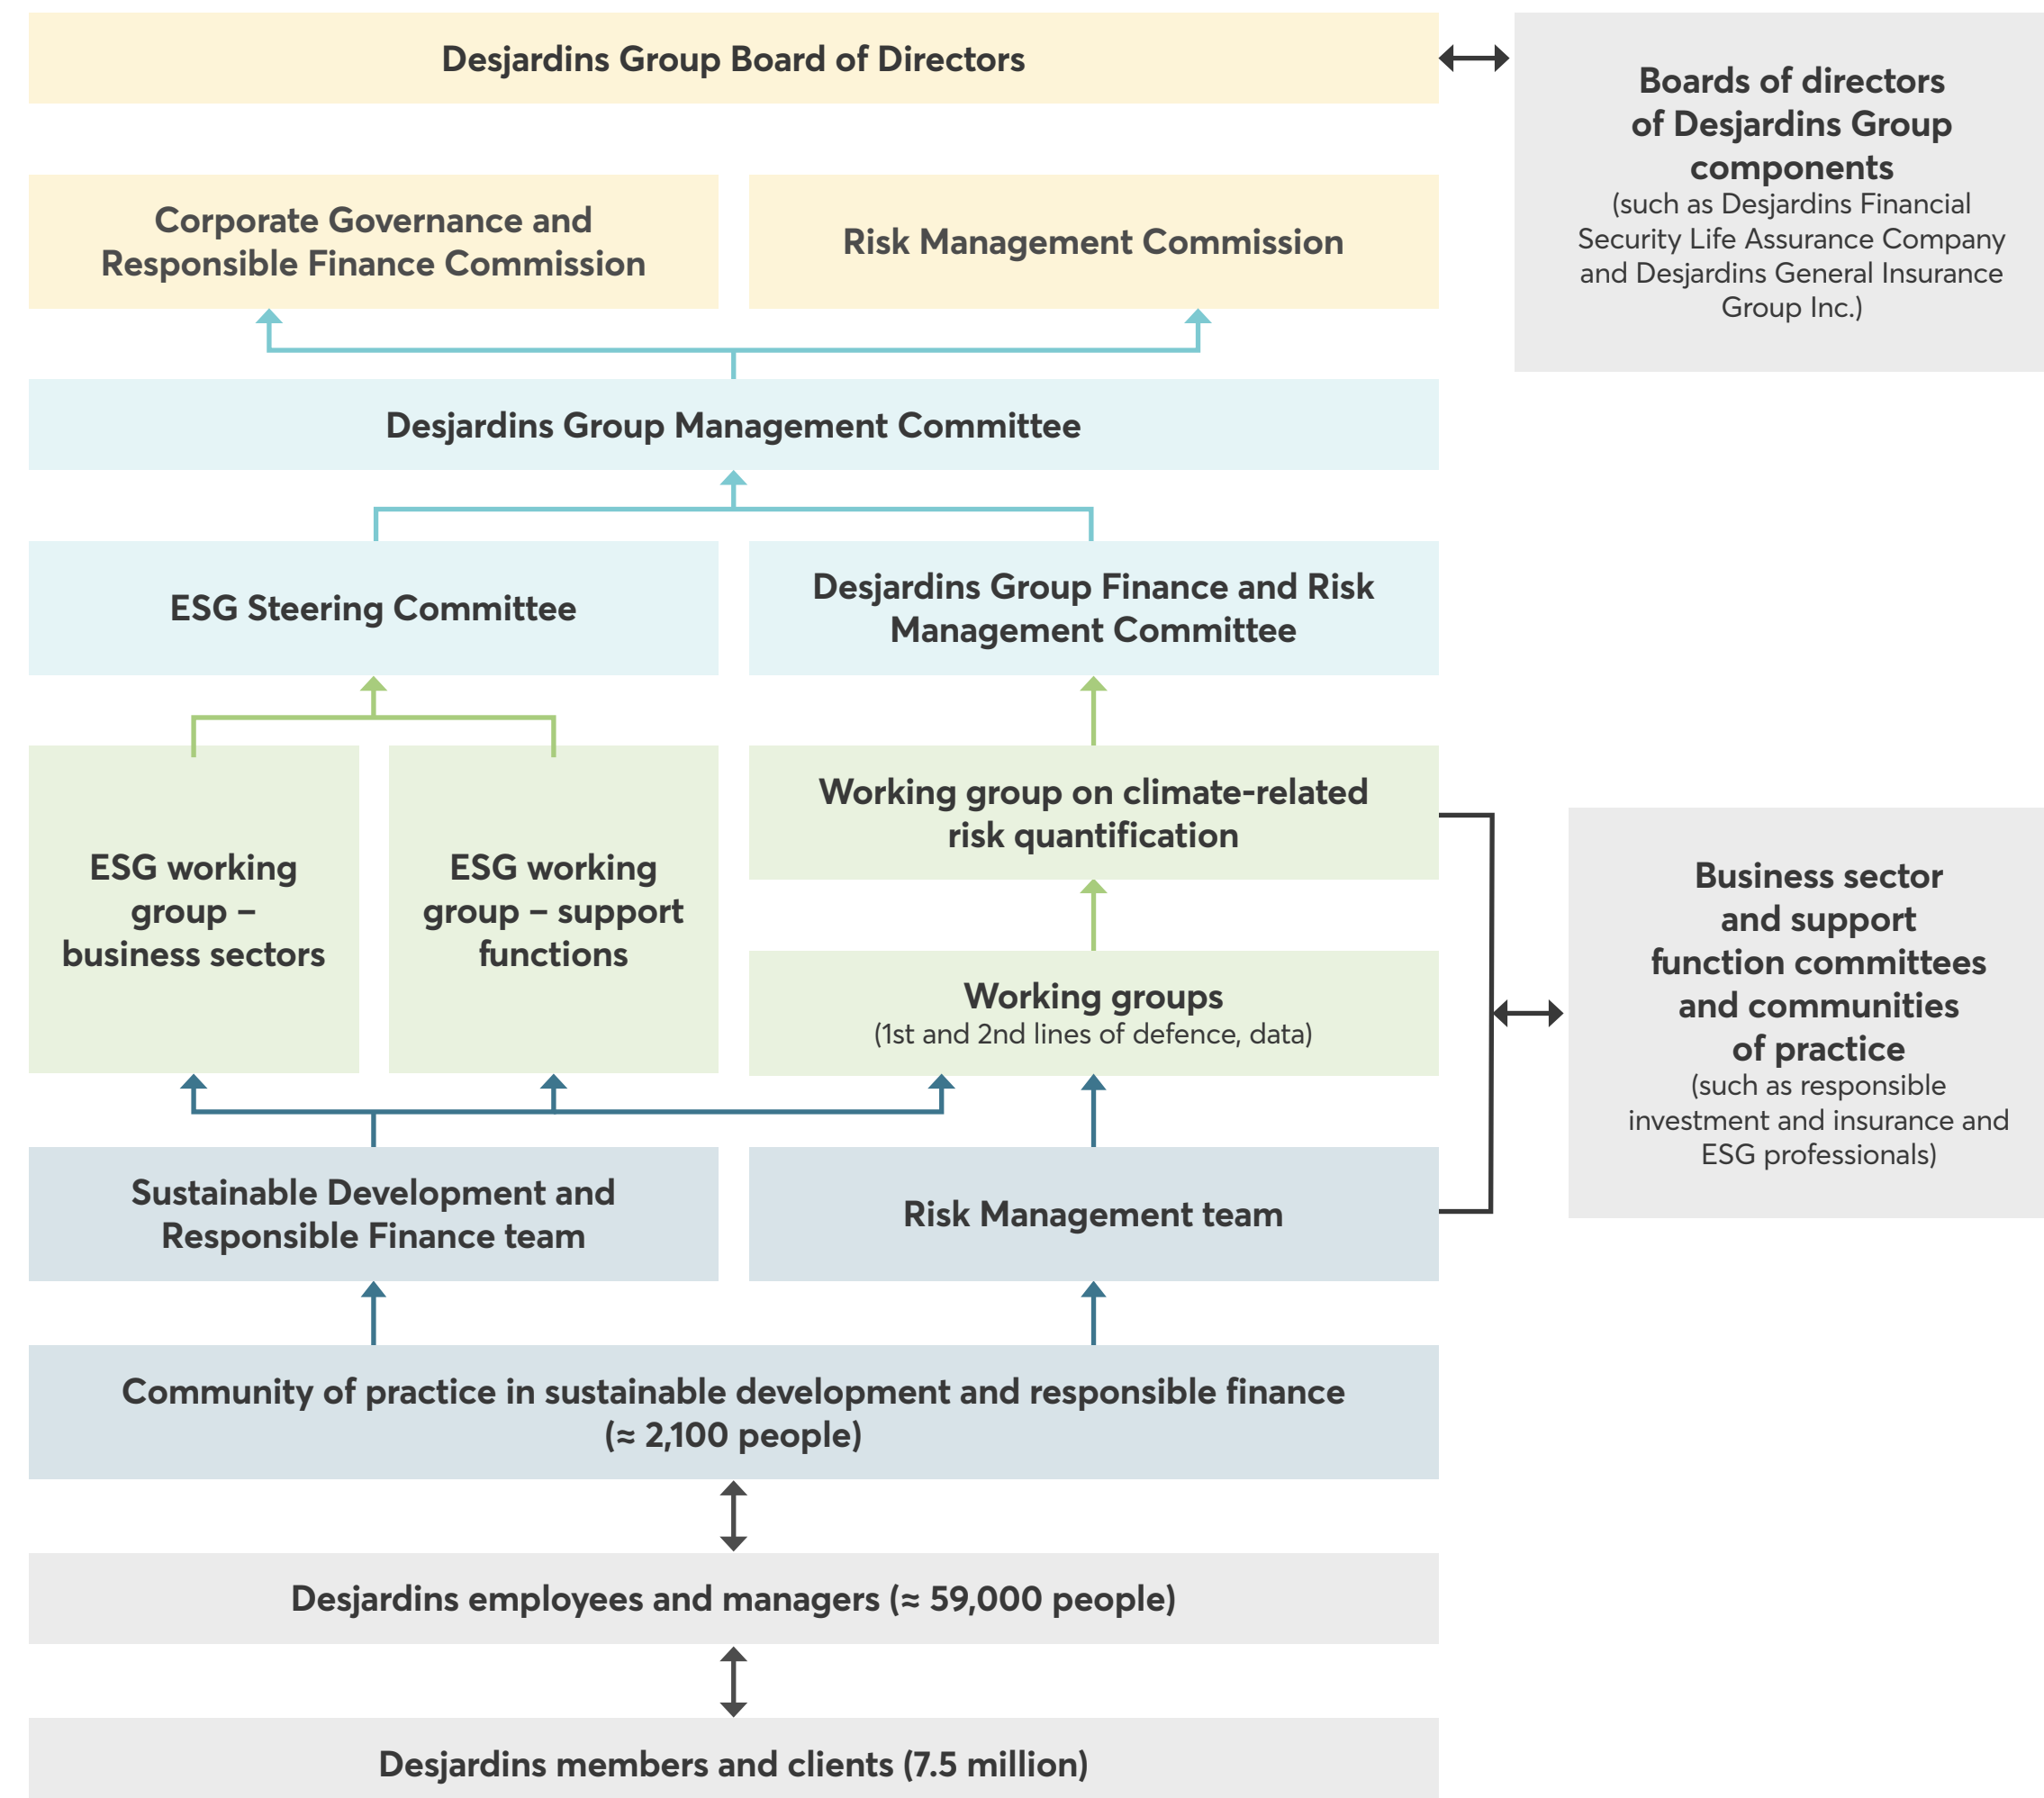 Desjardins Group Board of Directors
Boards of directors
of Desjardins Group
components
(such as Desjardins Financial
Security Life Assurance Company
and Desjardins General Insurance
Group Inc.)
Corporate Governance and
Responsible Finance Commission
Risk Management Commission
Desjardins Group Management Committee
ESG Steering Committee
Desjardins Group Finance and Risk
Management Committee
ESG working
group –
business sectors
ESG working
group – support
functions
Working group on climate-related
risk quantification
Working groups
(1st and 2nd lines of defence, data)
Business sector
and support
function committees
and communities
of practice
(such as responsible
investment and insurance and
ESG professionals)
Sustainable Development and
Responsible Finance team
Risk Management team
Community of practice in sustainable development and responsible finance
(≈ 2,100 people)
Desjardins employees and managers (≈ 59,000 people)
Desjardins members and clients (7.5 million)